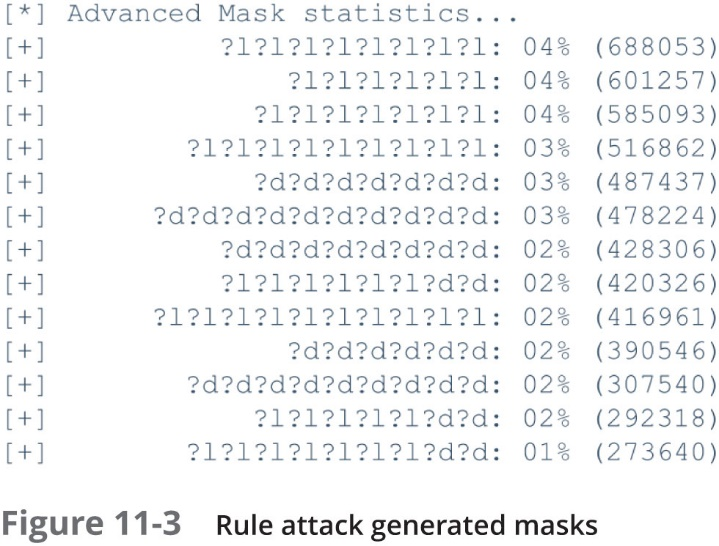 [*] Advanced Mask statistics...
[+] ?l?l?l?l?l?l?l?l: 04% (688053)
[+] ?l?l?l?l?l?l: 04% (601257)
[+] ?l?l?l?l?l?l?l: 04% (585093)
[+] ?l?l?l?l?l?l?l?l?l: 03% (516862)
[+] ?d?d?d?d?d?d?d: 03% (487437)
[+] ?d?d?d?d?d?d?d?d?d?d: 03% (478224)
[+] ?d?d?d?d?d?d?d?d: 02% (428306)
[+] ?l?l?l?l?l?l?d?d: 02% (420326)
[+] ?l?l?l?l?l?l?l?l?l?l: 02% (416961)
[+] ?d?d?d?d?d?d: 02% (390546)
[+] ?d?d?d?d?d?d?d?d?d: 02% (307540)
[+] ?l?l?l?l?l?d?d: 02% (292318)
[+] ?l?l?l?l?l?l?l?d?d: 01% (273640)
Figure 11-3 Rule attack generated masks